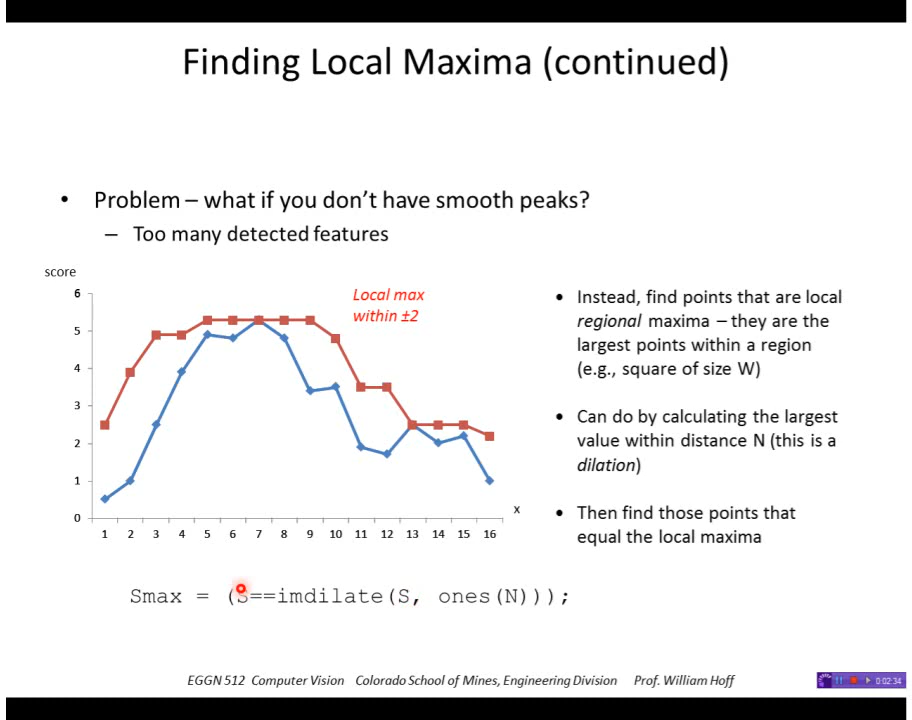 Finding Local Maxima (continued)
• Problem – what if you don't have smooth peaks?
– Too many detected features
score
6
5
4
3
2
1
0
Local max
within ±2
1 2 3 4 5 6 7 8 9 10 11 12 13 14 15 16
x
• Instead, find points that are local
regional maxima – they are the
largest points within a region
(e.g., square of size W)
• Can do by calculating the largest
value within distance N (this is a
dilation)
• Then find those points that
equal the local maxima
Smax = (S==imdilate(S, ones(N)));
EGGN 512 Computer Vision Colorado School of Mines, Engineering Division Prof. William Hoff
0:02:34